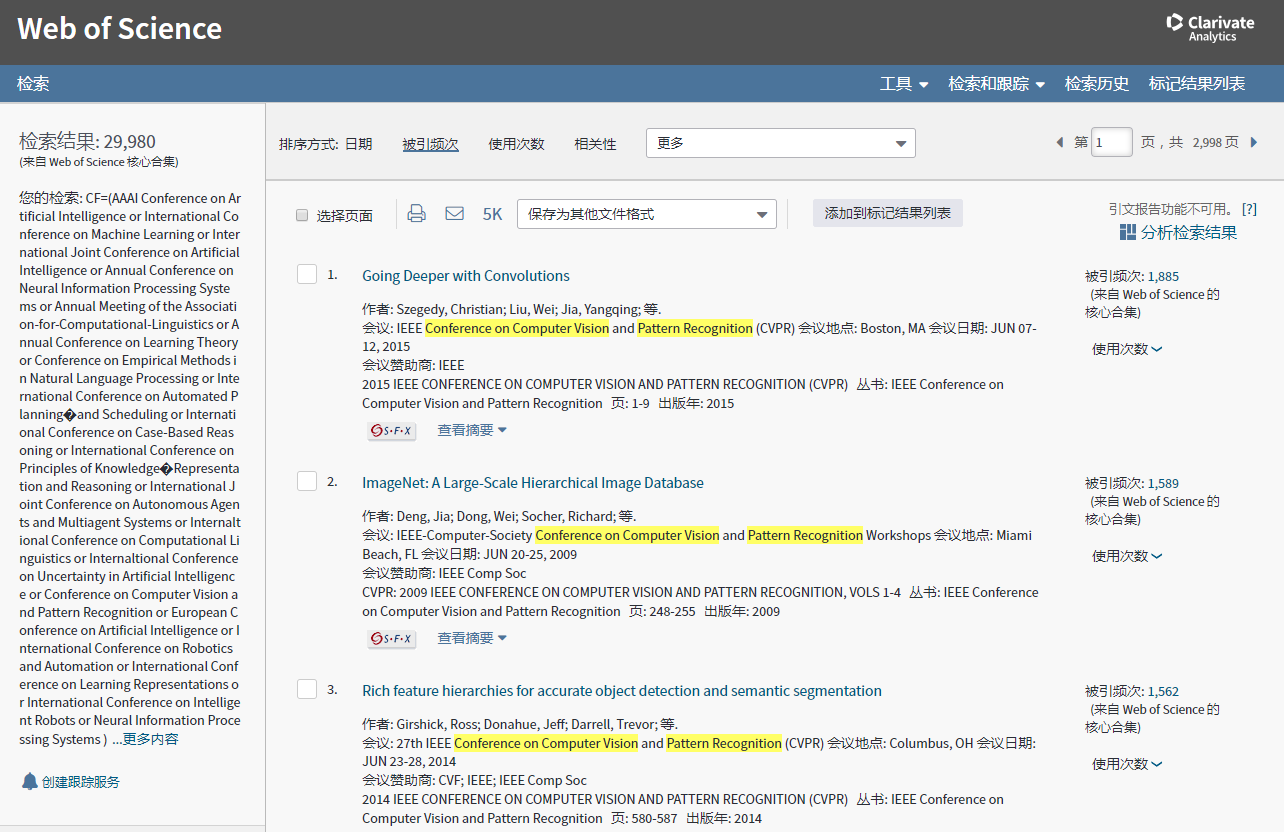 Web of Science
Clarivate
Analytics
检索
工具
检索和跟踪
检索历史
标记结果列表
检索结果: 29,980
(来自 Web of Science 核心合集)
您的检索: CF=(AAAI Conference on Ar
tificial Intelligence or International Co
nference on Machine Learning or Inter
national Joint Conference on Artificial
Intelligence or Annual Conference on
Neural Information Processing Syste
ms or Annual Meeting of the Associati
on-for-Computational-Linguistics or A
nnual Conference on Learning Theory
or Conference on Empirical Methods i
n Natural Language Processing or Inte
rnational Conference on Automated P
lanning�and Scheduling or Internati
onal Conference on Case-Based Reas
oning or International Conference on
Principles of Knowledge�Representa
tion and Reasoning or International J
oint Conference on Autonomous Agen
ts and Multiagent Systems or Internalt
ional Conference on Computational Li
nguistics or Internaltional Conference
on Uncertainty in Artificial Intelligenc
e or Conference on Computer Vision a
nd Pattern Recognition or European C
onference on Artificial Intelligence or I
nternational Conference on Robotics
and Automation or International Conf
erence on Learning Representations o
r International Conference on Intellige
nt Robots or Neural Information Proce
ssing Systems ) ...更多内容
创建跟踪服务
排序方式: 日期 被引频次 使用次数 相关性 更多
第 1 页，共 2,998 页
选择页面 5K 保存为其他文件格式 添加到标记结果列表
引文报告功能不可用。 [?]
分析检索结果
1. Going Deeper with Convolutions
作者: Szegedy, Christian; Liu, Wei; Jia, Yangqing; 等.
会议: IEEE Conference on Computer Vision and Pattern Recognition (CVPR) 会议地点: Boston, MA 会议日期: JUN 07-
12, 2015
会议赞助商: IEEE
2015 IEEE CONFERENCE ON COMPUTER VISION AND PATTERN RECOGNITION (CVPR) 丛书: IEEE Conference on
Computer Vision and Pattern Recognition 页: 1-9 出版年: 2015
S·F·X 查看摘要
被引频次: 1,885
(来自 Web of Science 的
核心合集)
使用次数
2. ImageNet: A Large-Scale Hierarchical Image Database
作者: Deng, Jia; Dong, Wei; Socher, Richard; 等.
会议: IEEE-Computer-Society Conference on Computer Vision and Pattern Recognition Workshops 会议地点: Miami
Beach, FL 会议日期: JUN 20-25, 2009
会议赞助商: IEEE Comp Soc
CVPR: 2009 IEEE CONFERENCE ON COMPUTER VISION AND PATTERN RECOGNITION, VOLS 1-4 丛书: IEEE Conference
on Computer Vision and Pattern Recognition 页: 248-255 出版年: 2009
S·F·X 查看摘要
被引频次: 1,589
(来自 Web of Science 的
核心合集)
使用次数
3. Rich feature hierarchies for accurate object detection and semantic segmentation
作者: Girshick, Ross; Donahue, Jeff; Darrell, Trevor; 等.
会议: 27th IEEE Conference on Computer Vision and Pattern Recognition (CVPR) 会议地点: Columbus, OH 会议日期:
JUN 23-28, 2014
会议赞助商: CVF; IEEE; IEEE Comp Soc
2014 IEEE CONFERENCE ON COMPUTER VISION AND PATTERN RECOGNITION (CVPR) 丛书: IEEE Conference on
Computer Vision and Pattern Recognition 页: 580-587 出版年: 2014
被引频次: 1,562
(来自 Web of Science 的
核心合集)
使用次数